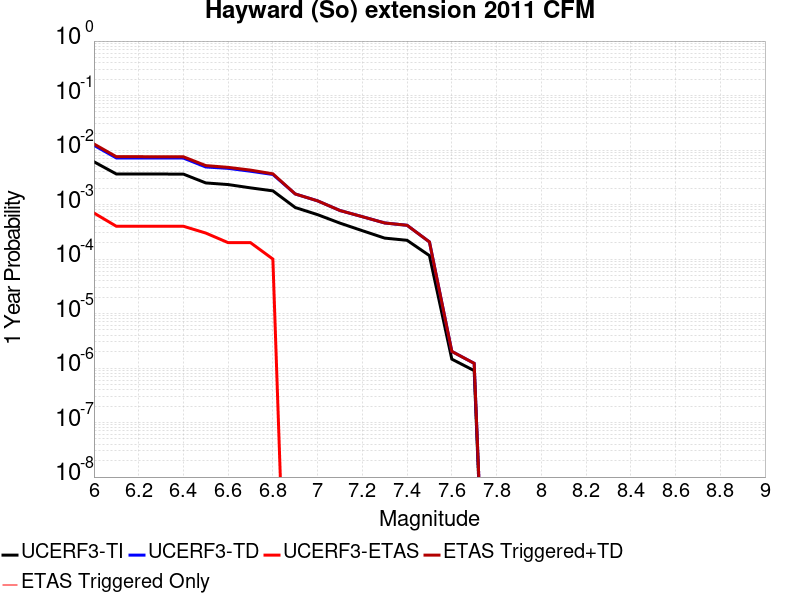 Hayward (So) extension 2011 CFM
10^0
10^-1
10^-2
10^-3
10^-4
10^-5
10^-6
10^-7
10^-8
1 Year Probability
6 6.2 6.4 6.6 6.8 7 7.2 7.4 7.6 7.8 8 8.2 8.4 8.6 8.8 9
Magnitude
UCERF3-TI UCERF3-TD UCERF3-ETAS ETAS Triggered+TD
ETAS Triggered Only